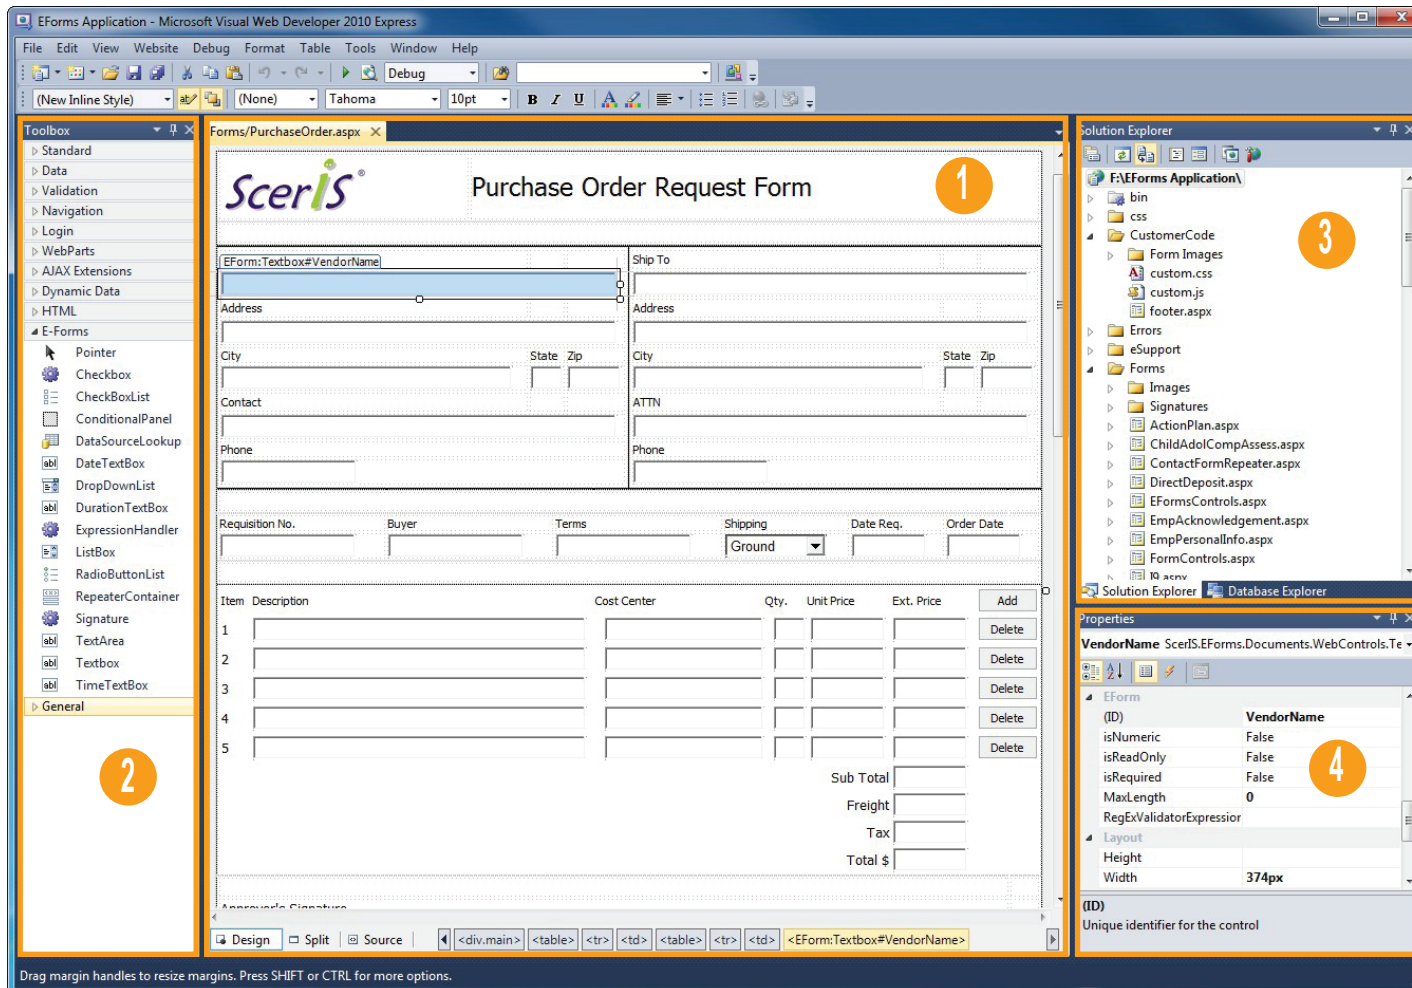 EForms Application - Microsoft Visual Web Developer 2010 Express
File Edit View Website Debug Format Table Tools Window Help
Debug
(New Inline Style) (None) Tahoma 10pt B I U
Toolbox
Standard
Data
Validation
Navigation
Login
WebParts
AJAX Extensions
Dynamic Data
HTML
E-Forms
Pointer
Checkbox
CheckBoxList
ConditionalPanel
DataSourceLookup
DateTextBox
DropDownList
DurationTextBox
ExpressionHandler
ListBox
RadioButtonList
RepeaterContainer
Signature
TextArea
Textbox
TimeTextBox
General
2
Forms/PurchaseOrder.aspx
ScerIS®
Purchase Order Request Form
1
EForm:Textbox#VendorName Ship To
Address Address
City State Zip City State Zip
Contact ATTN
Phone Phone
Requisition No. Buyer Terms Shipping Date Req. Order Date
Ground
Item Description Cost Center Qty. Unit Price Ext. Price Add
1 Delete
2 Delete
3 Delete
4 Delete
5 Delete
Sub Total
Freight
Tax
Total $
Approver's Signature
Design Split Source <div.main> <table> <tr> <td> <table> <tr> <td> <EForm:Textbox#VendorName>
Solution Explorer
F:\EForms Application\
bin
css
CustomerCode
Form Images
custom.css
custom.js
footer.aspx
Errors
eSupport
Forms
Images
Signatures
ActionPlan.aspx
ChildAdolCompAssess.aspx
ContactFormRepeater.aspx
DirectDeposit.aspx
EFormsControls.aspx
EmpAcknowledgement.aspx
EmpPersonalInfo.aspx
FormControls.aspx
I9.aspx
3
Solution Explorer Database Explorer
Properties
VendorName ScerIS.EForms.Documents.WebControls.Te
EForm
(ID) VendorName
isNumeric False
isReadOnly False
isRequired False
MaxLength 0
RegExValidatorExpression
Layout
Height
Width 374px
4
(ID)
Unique identifier for the control
Drag margin handles to resize margins. Press SHIFT or CTRL for more options.